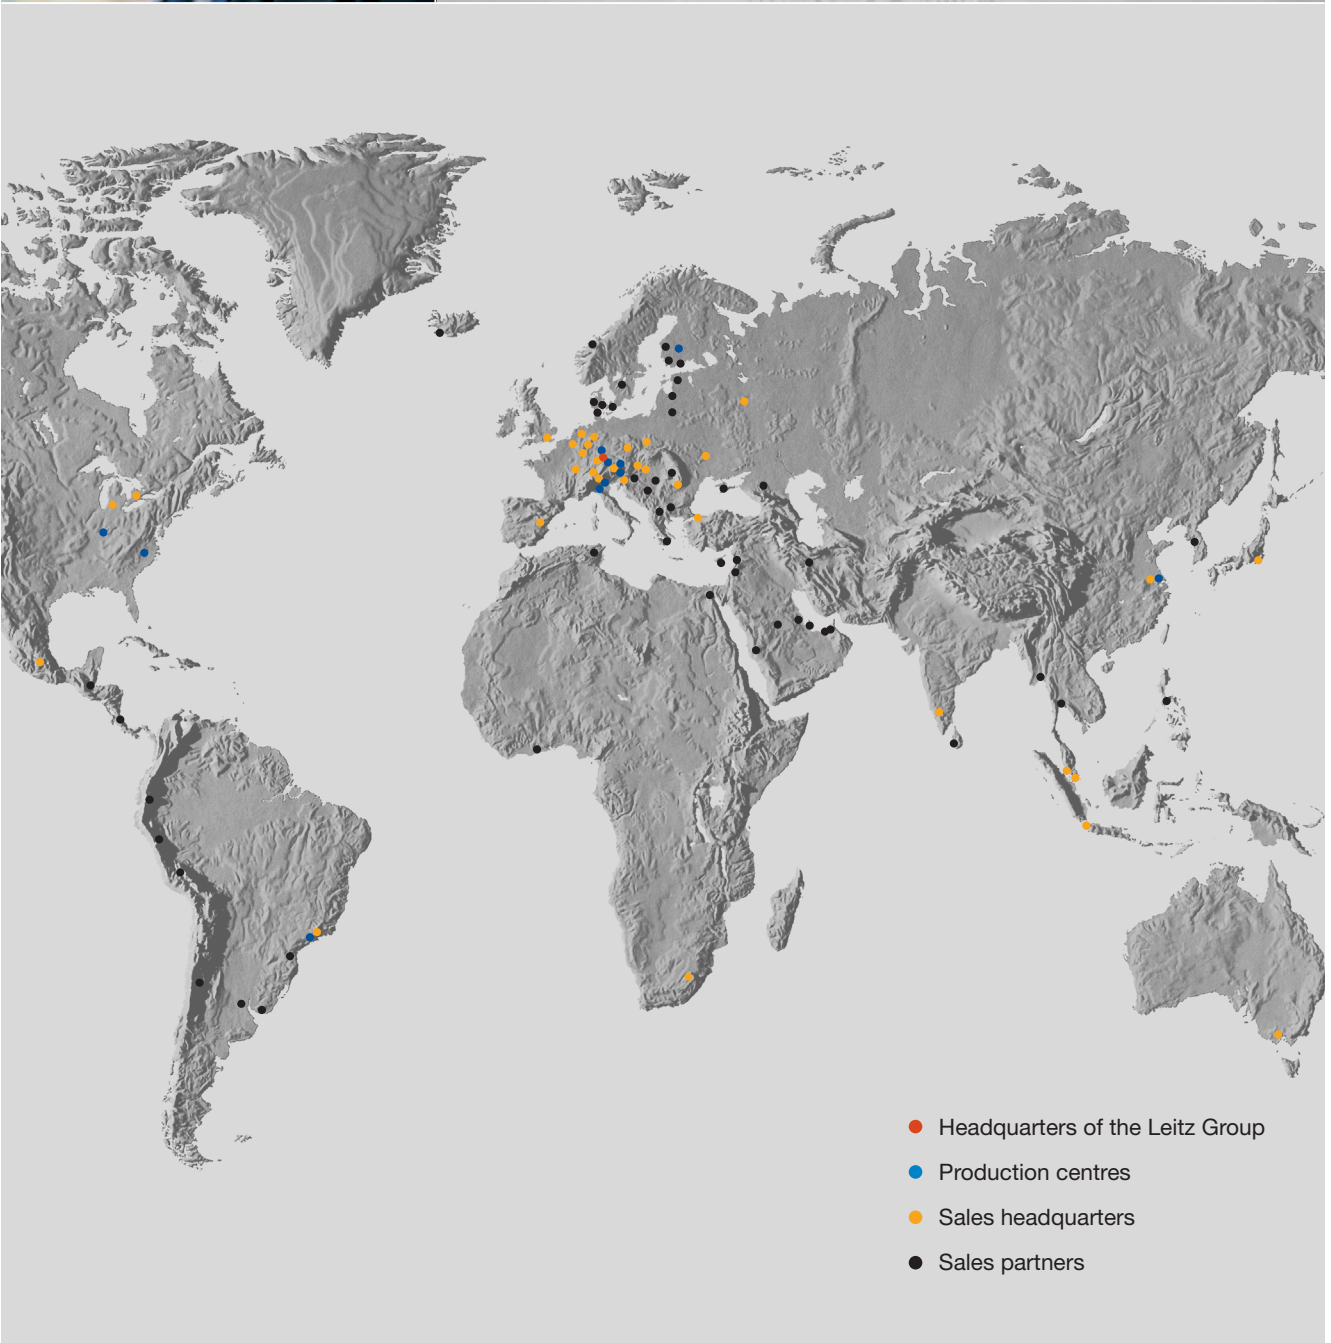 Headquarters of the Leitz Group
Production centres
Sales headquarters
Sales partners